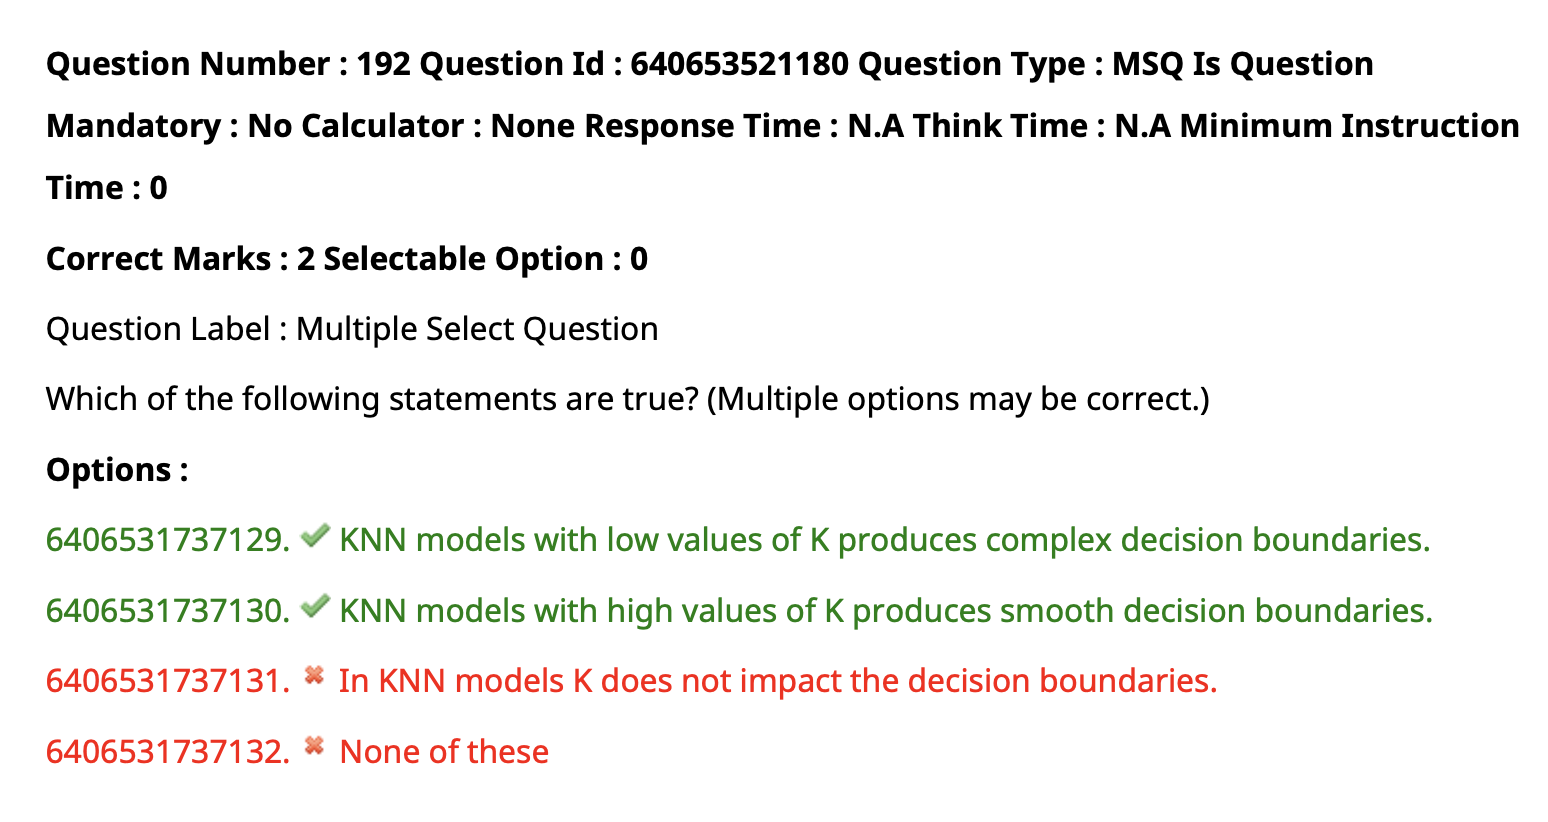 Question Number : 192 Question Id : 640653521180 Question Type : MSQ Is Question
Mandatory : No Calculator : None Response Time : N.A Think Time : N.A Minimum Instruction
Time : 0
Correct Marks : 2 Selectable Option : 0
Question Label : Multiple Select Question
Which of the following statements are true? (Multiple options may be correct.)
Options :
6406531737129. ✔ KNN models with low values of K produces complex decision boundaries.
6406531737130. ✔ KNN models with high values of K produces smooth decision boundaries.
6406531737131. ✖ In KNN models K does not impact the decision boundaries.
6406531737132. ✖ None of these